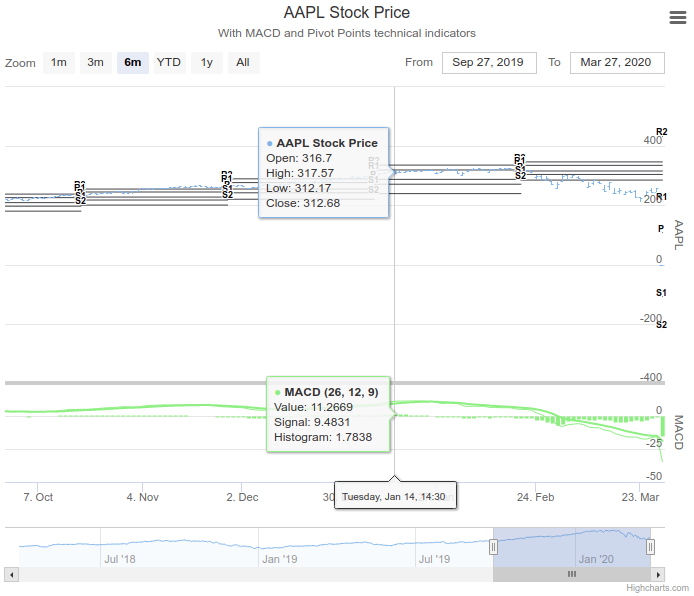 AAPL Stock Price
With MACD and Pivot Points technical indicators
Zoom 1m 3m 6m YTD 1y All From Sep 27, 2019 To Mar 27, 2020
R2
400
AAPL Stock Price
Open: 316.7
High: 317.57
Low: 312.17
Close: 312.68
R2
R1
P
S1
S2
R2
R1
P
S1
S2
R2
R1
P
S1
S2
R2
R1
S1
S2
200
R1
P
AAPL
0
S1
-200
S2
-400
MACD (26, 12, 9)
Value: 11.2669
Signal: 9.4831
Histogram: 1.7838
0
MACD
-25
-50
7. Oct 4. Nov 2. Dec 24. Feb 23. Mar
Tuesday, Jan 14, 14:30
Jul '18 Jan '19 Jul '19 Jan '20
Highcharts.com